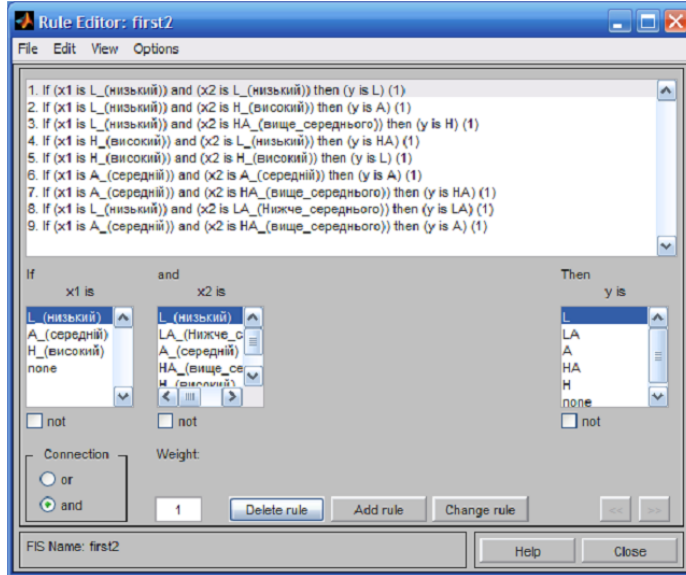 Rule Editor: first2
File Edit View Options
1. If (x1 is L_(низький)) and (x2 is L_(низький)) then (y is L) (1)
2. If (x1 is L_(низький)) and (x2 is H_(високий)) then (y is A) (1)
3. If (x1 is L_(низький)) and (x2 is HA_(вище_середнього)) then (y is H) (1)
4. If (x1 is H_(високий)) and (x2 is L_(низький)) then (y is HA) (1)
5. If (x1 is H_(високий)) and (x2 is H_(високий)) then (y is L) (1)
6. If (x1 is A_(середній)) and (x2 is A_(середній)) then (y is A) (1)
7. If (x1 is A_(середній)) and (x2 is HA_(вище_середнього)) then (y is HA) (1)
8. If (x1 is L_(низький)) and (x2 is LA_(Нижче_середнього)) then (y is LA) (1)
9. If (x1 is A_(середній)) and (x2 is HA_(вище_середнього)) then (y is A) (1)
If and Then
x1 is x2 is y is
L_(низький) L_(низький) L
A_(середній) LA_(Нижче_с LA
H_(високий) A_(середній) A
none HA_(вище_се HA
H_(високий) H
none
not not not
Connection Weight:
or
and 1 Delete rule Add rule Change rule << >>
FIS Name: first2 Help Close